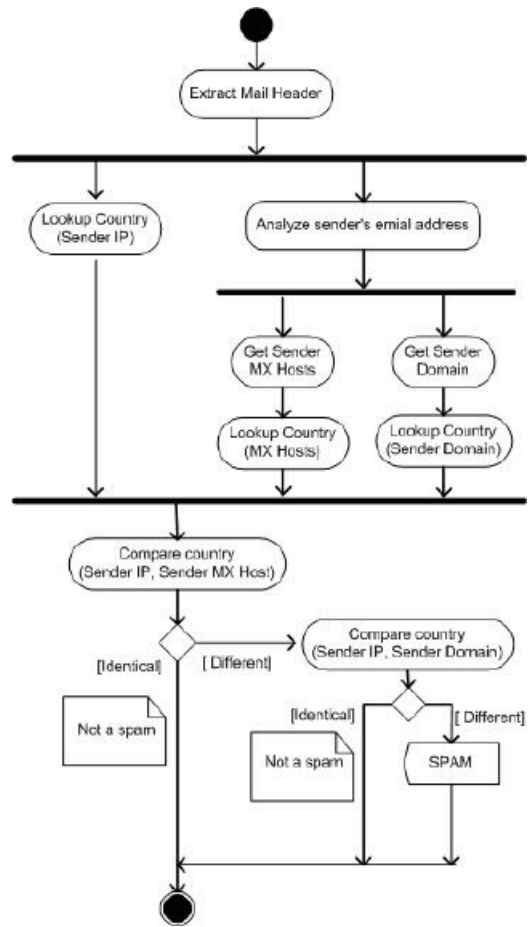 Extract Mail Header
Lookup Country
(Sender IP)
Analyze sender's emial address
Get Sender
MX Hosts
Get Sender
Domain
Lookup Country
(MX Hosts)
Lookup Country
(Sender Domain)
Compare country
(Sender IP, Sender MX Host)
[Identical]
[ Different]
Compare country
(Sender IP, Sender Domain)
Not a spam
[Identical]
[ Different]
Not a spam
SPAM